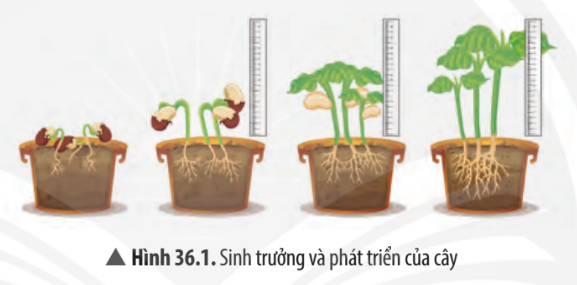 ▲ Hình 36.1. Sinh trưởng và phát triển của cây